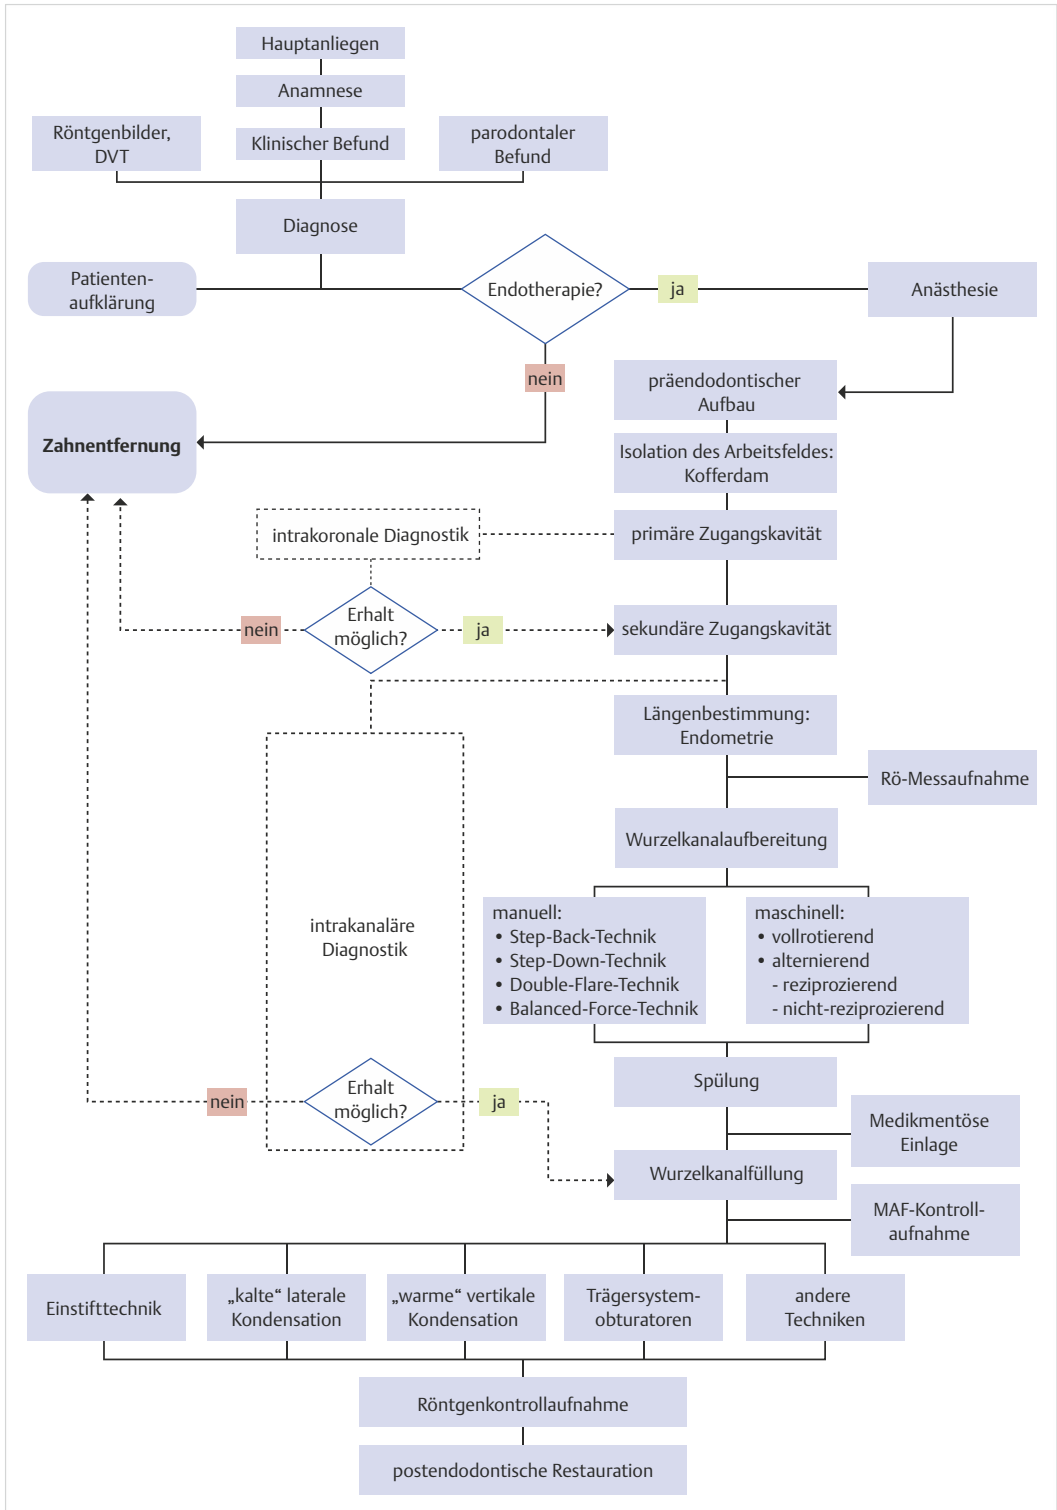 Hauptanliegen
Anamnese
Röntgenbilder,
DVT
Klinischer Befund
parodontaler
Befund
Diagnose
Patienten-
aufklärung
Endotherapie?
ja
Anästhesie
nein
präendodontischer
Aufbau
Zahnentfernung
Isolation des Arbeitsfeldes:
Kofferdam
intrakoronale Diagnostik
primäre Zugangskavität
nein
Erhalt
möglich?
ja
sekundäre Zugangskavität
Längenbestimmung:
Endometrie
Rö-Messaufnahme
Wurzelkanalaufbereitung
intrakanaläre
Diagnostik
manuell:
• Step-Back-Technik
• Step-Down-Technik
• Double-Flare-Technik
• Balanced-Force-Technik
maschinell:
• vollrotierend
• alternierend
- reziprozierend
- nicht-reziprozierend
Spülung
nein
Erhalt
möglich?
ja
Medikmentöse
Einlage
Wurzelkanalfüllung
MAF-Kontroll-
aufnahme
Einstifttechnik
„kalte“ laterale
Kondensation
„warme“ vertikale
Kondensation
Trägersystem-
obturatoren
andere
Techniken
Röntgenkontrollaufnahme
postendodontische Restauration